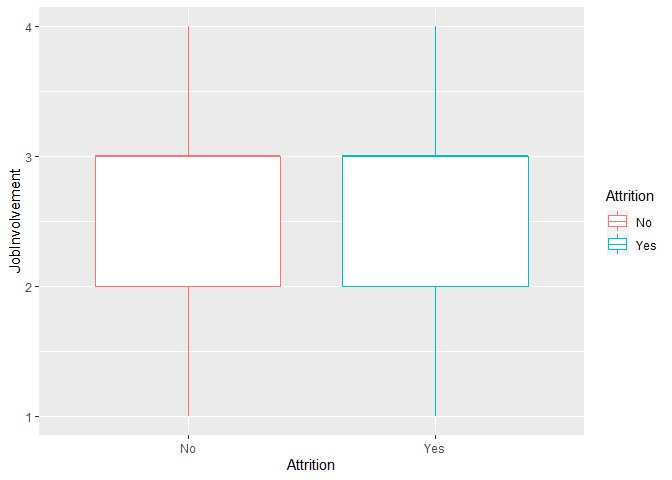 JobInvolvement
4
3
2
1
No
Yes
Attrition
Attrition
No
Yes